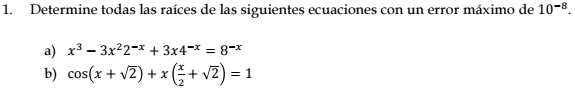 1. Determine todas las raíces de las siguientes ecuaciones con un error máximo de 10⁻⁸.
a) x³ − 3x²2⁻ˣ + 3x4⁻ˣ = 8⁻ˣ
b) cos(x + √2) + x(x/2 + √2) = 1